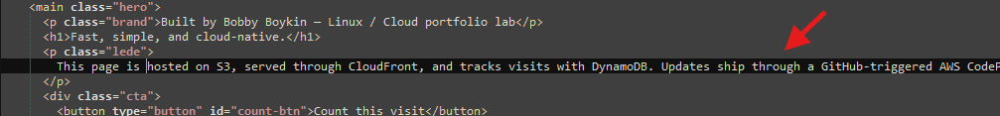 <main class="hero">
<p class="brand">Built by Bobby Boykin — Linux / Cloud portfolio lab</p>
<h1>Fast, simple, and cloud-native.</h1>
<p class="lede">
This page is hosted on S3, served through CloudFront, and tracks visits with DynamoDB. Updates ship through a GitHub-triggered AWS CodeP
</p>
<div class="cta">
<button type="button" id="count-btn">Count this visit</button>